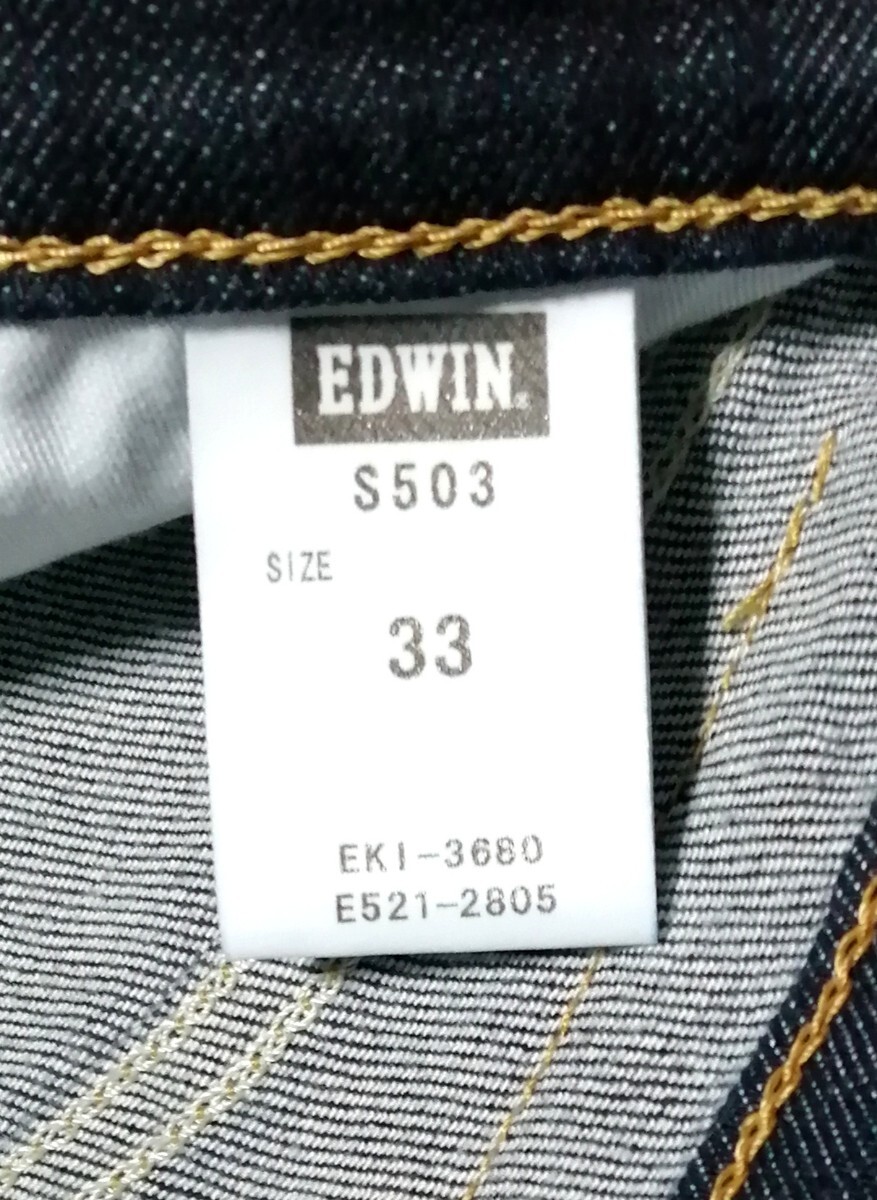 EDWIN®
S503
SIZE
33
EKI-3680
E521-2805